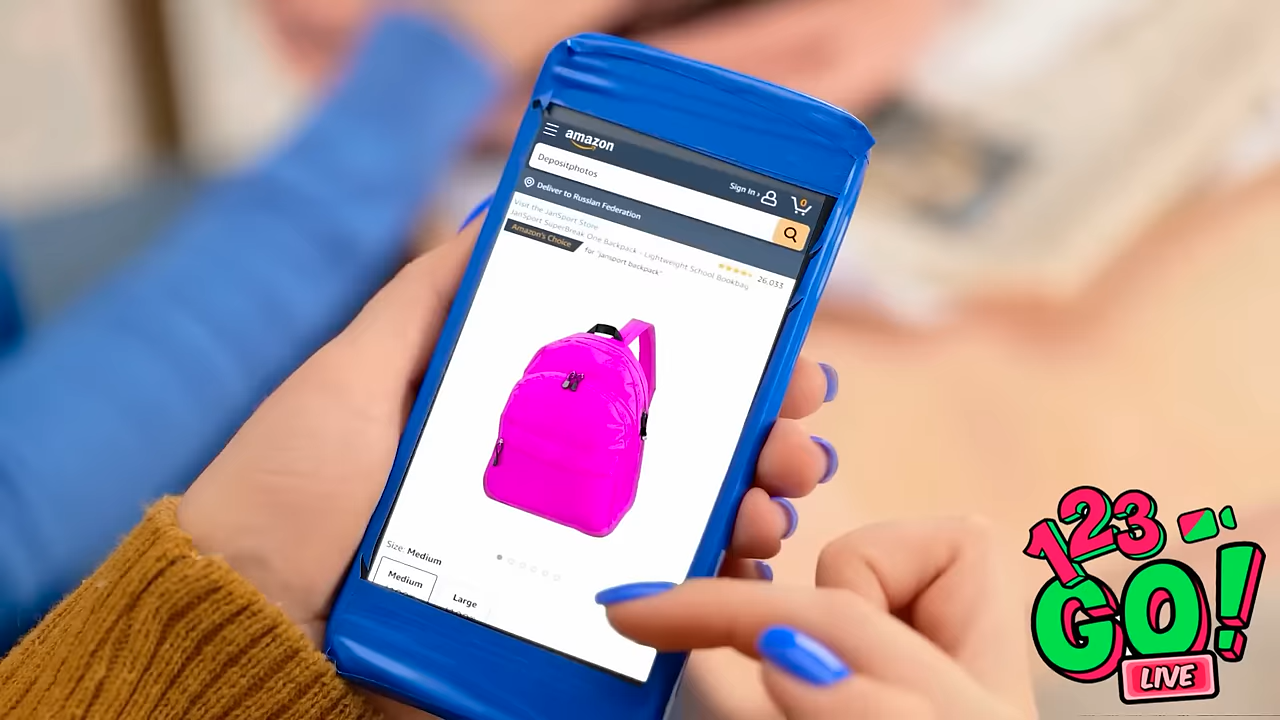 amazon
Depositphotos
Sign in ›
0
Deliver to Russian Federation
Visit the JanSport Store
JanSport SuperBreak One Backpack - Lightweight School Bookbag
26,033
Amazon's Choice
for "jansport backpack"
Size: Medium
Medium
Large
123
GO!
LIVE